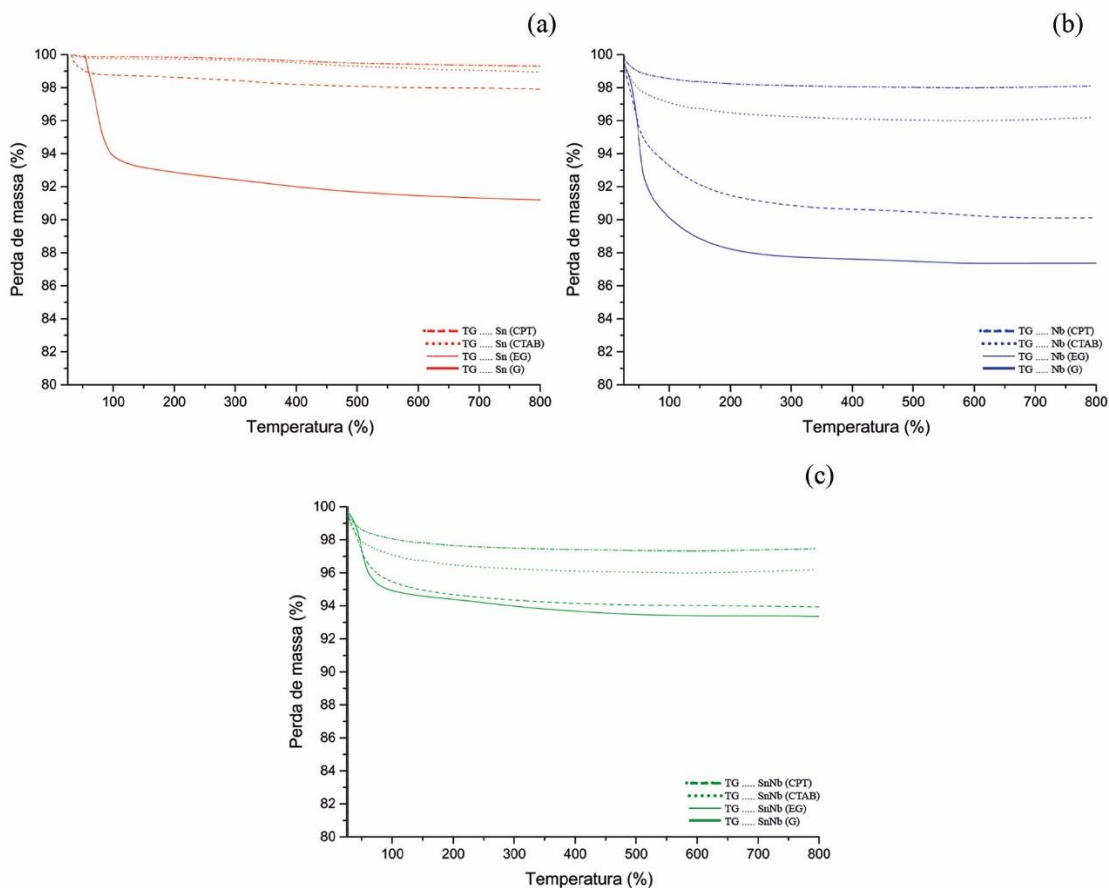 (a)
100
98
96
94
92
90
88
86
84
82
80
Perda de massa (%)
TG ..... Sn (CPT)
TG ..... Sn (CTAB)
TG ..... Sn (EG)
TG ..... Sn (G)
100 200 300 400 500 600 700 800
Temperatura (%)
(b)
100
98
96
94
92
90
88
86
84
82
80
Perda de massa (%)
TG ..... Nb (CPT)
TG ..... Nb (CTAB)
TG ..... Nb (EG)
TG ..... Nb (G)
100 200 300 400 500 600 700 800
Temperatura (%)
(c)
100
98
96
94
92
90
88
86
84
82
80
Perda de massa (%)
TG ..... SnNb (CPT)
TG ..... SnNb (CTAB)
TG ..... SnNb (EG)
TG ..... SnNb (G)
100 200 300 400 500 600 700 800
Temperatura (%)